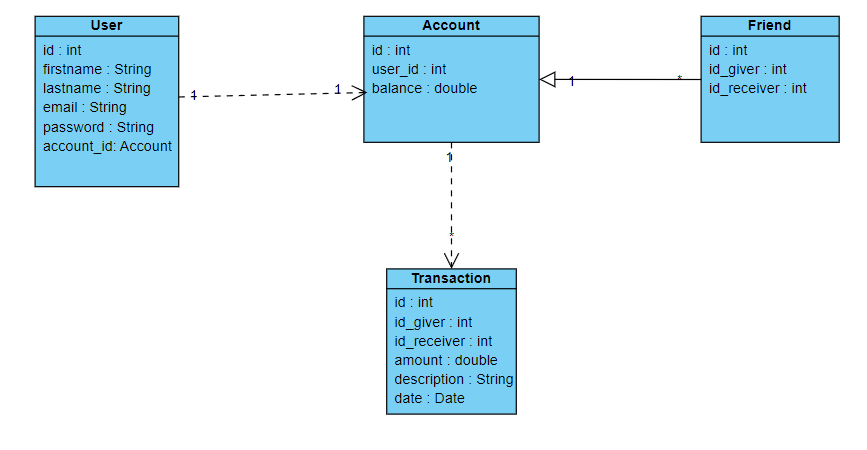 User
id : int
firstname : String
lastname : String
email : String
password : String
account_id: Account
1
1
Account
id : int
user_id : int
balance : double
1
*
Friend
id : int
id_giver : int
id_receiver : int
1
*
Transaction
id : int
id_giver : int
id_receiver : int
amount : double
description : String
date : Date